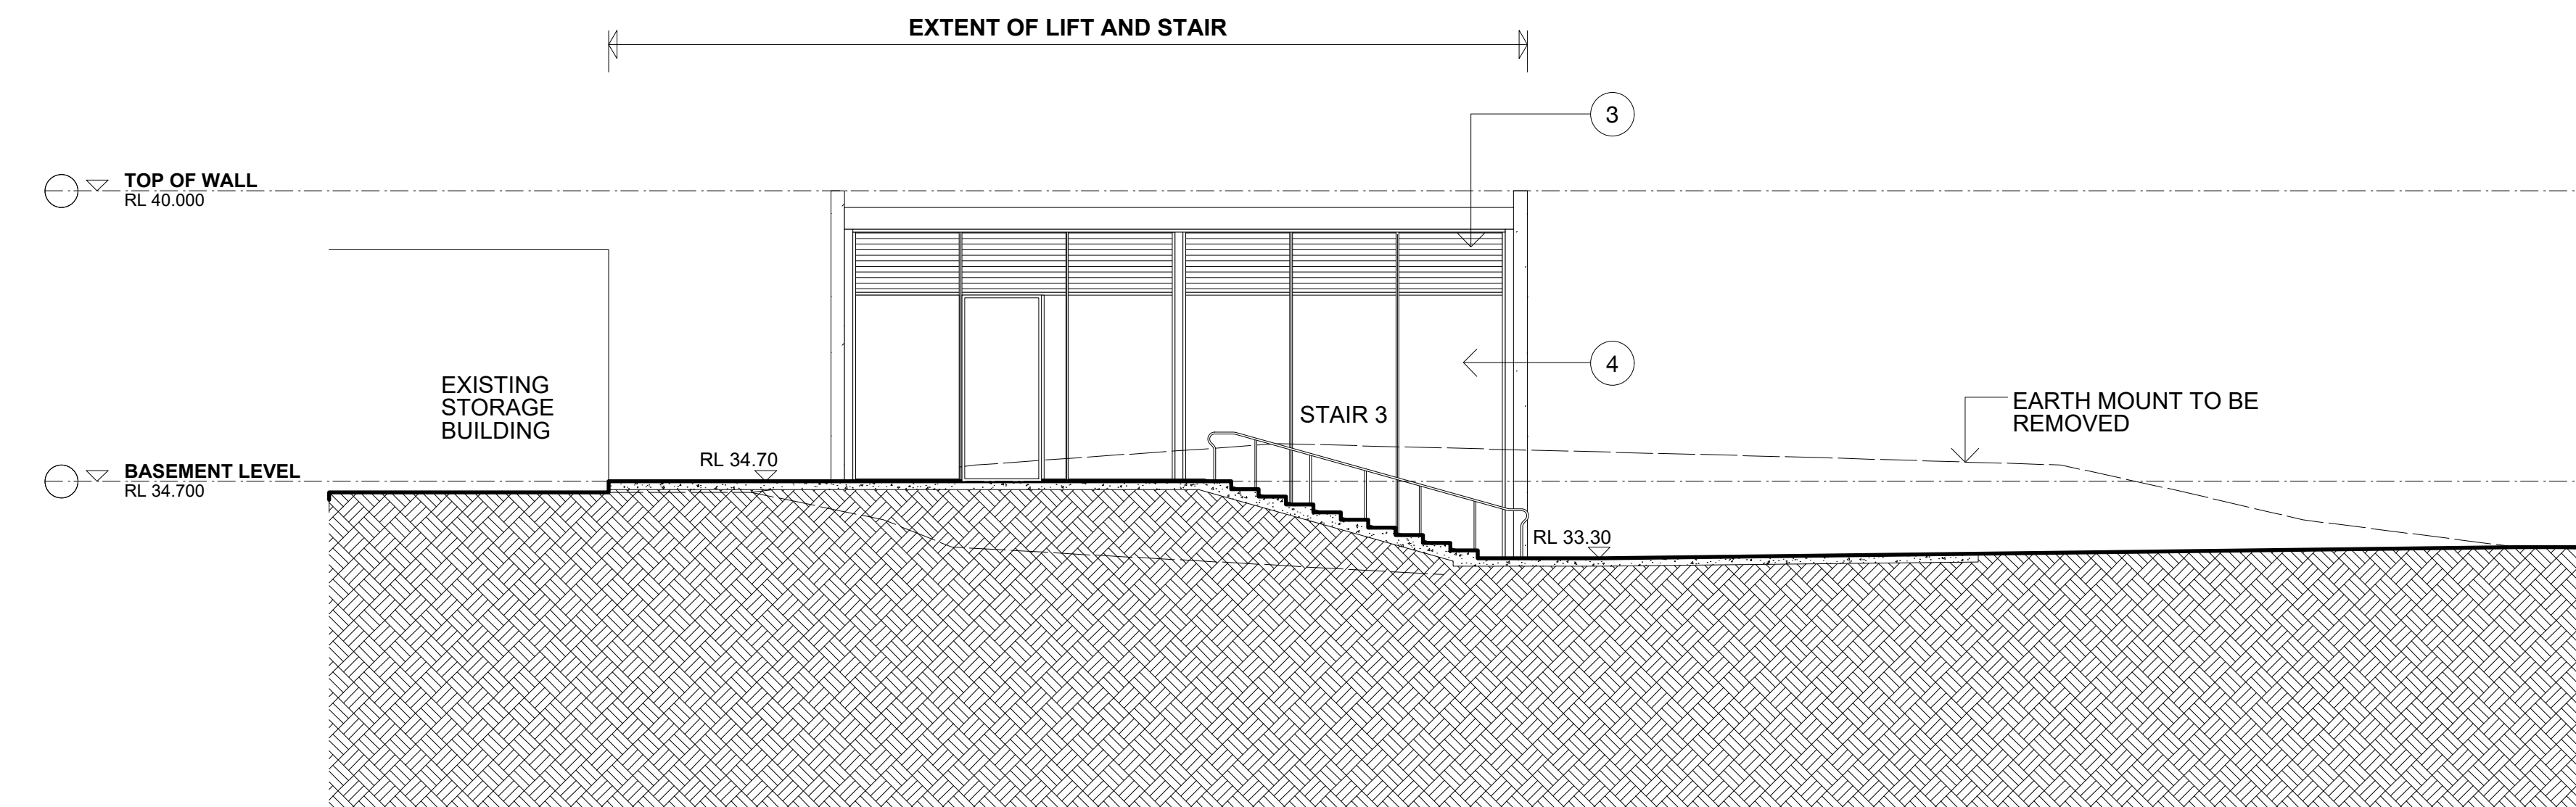 EXTENT OF LIFT AND STAIR
3
TOP OF WALL
RL 40.000
4
EXISTING
STORAGE
BUILDING
STAIR 3
EARTH MOUNT TO BE
REMOVED
RL 34.70
BASEMENT LEVEL
RL 34.700
RL 33.30